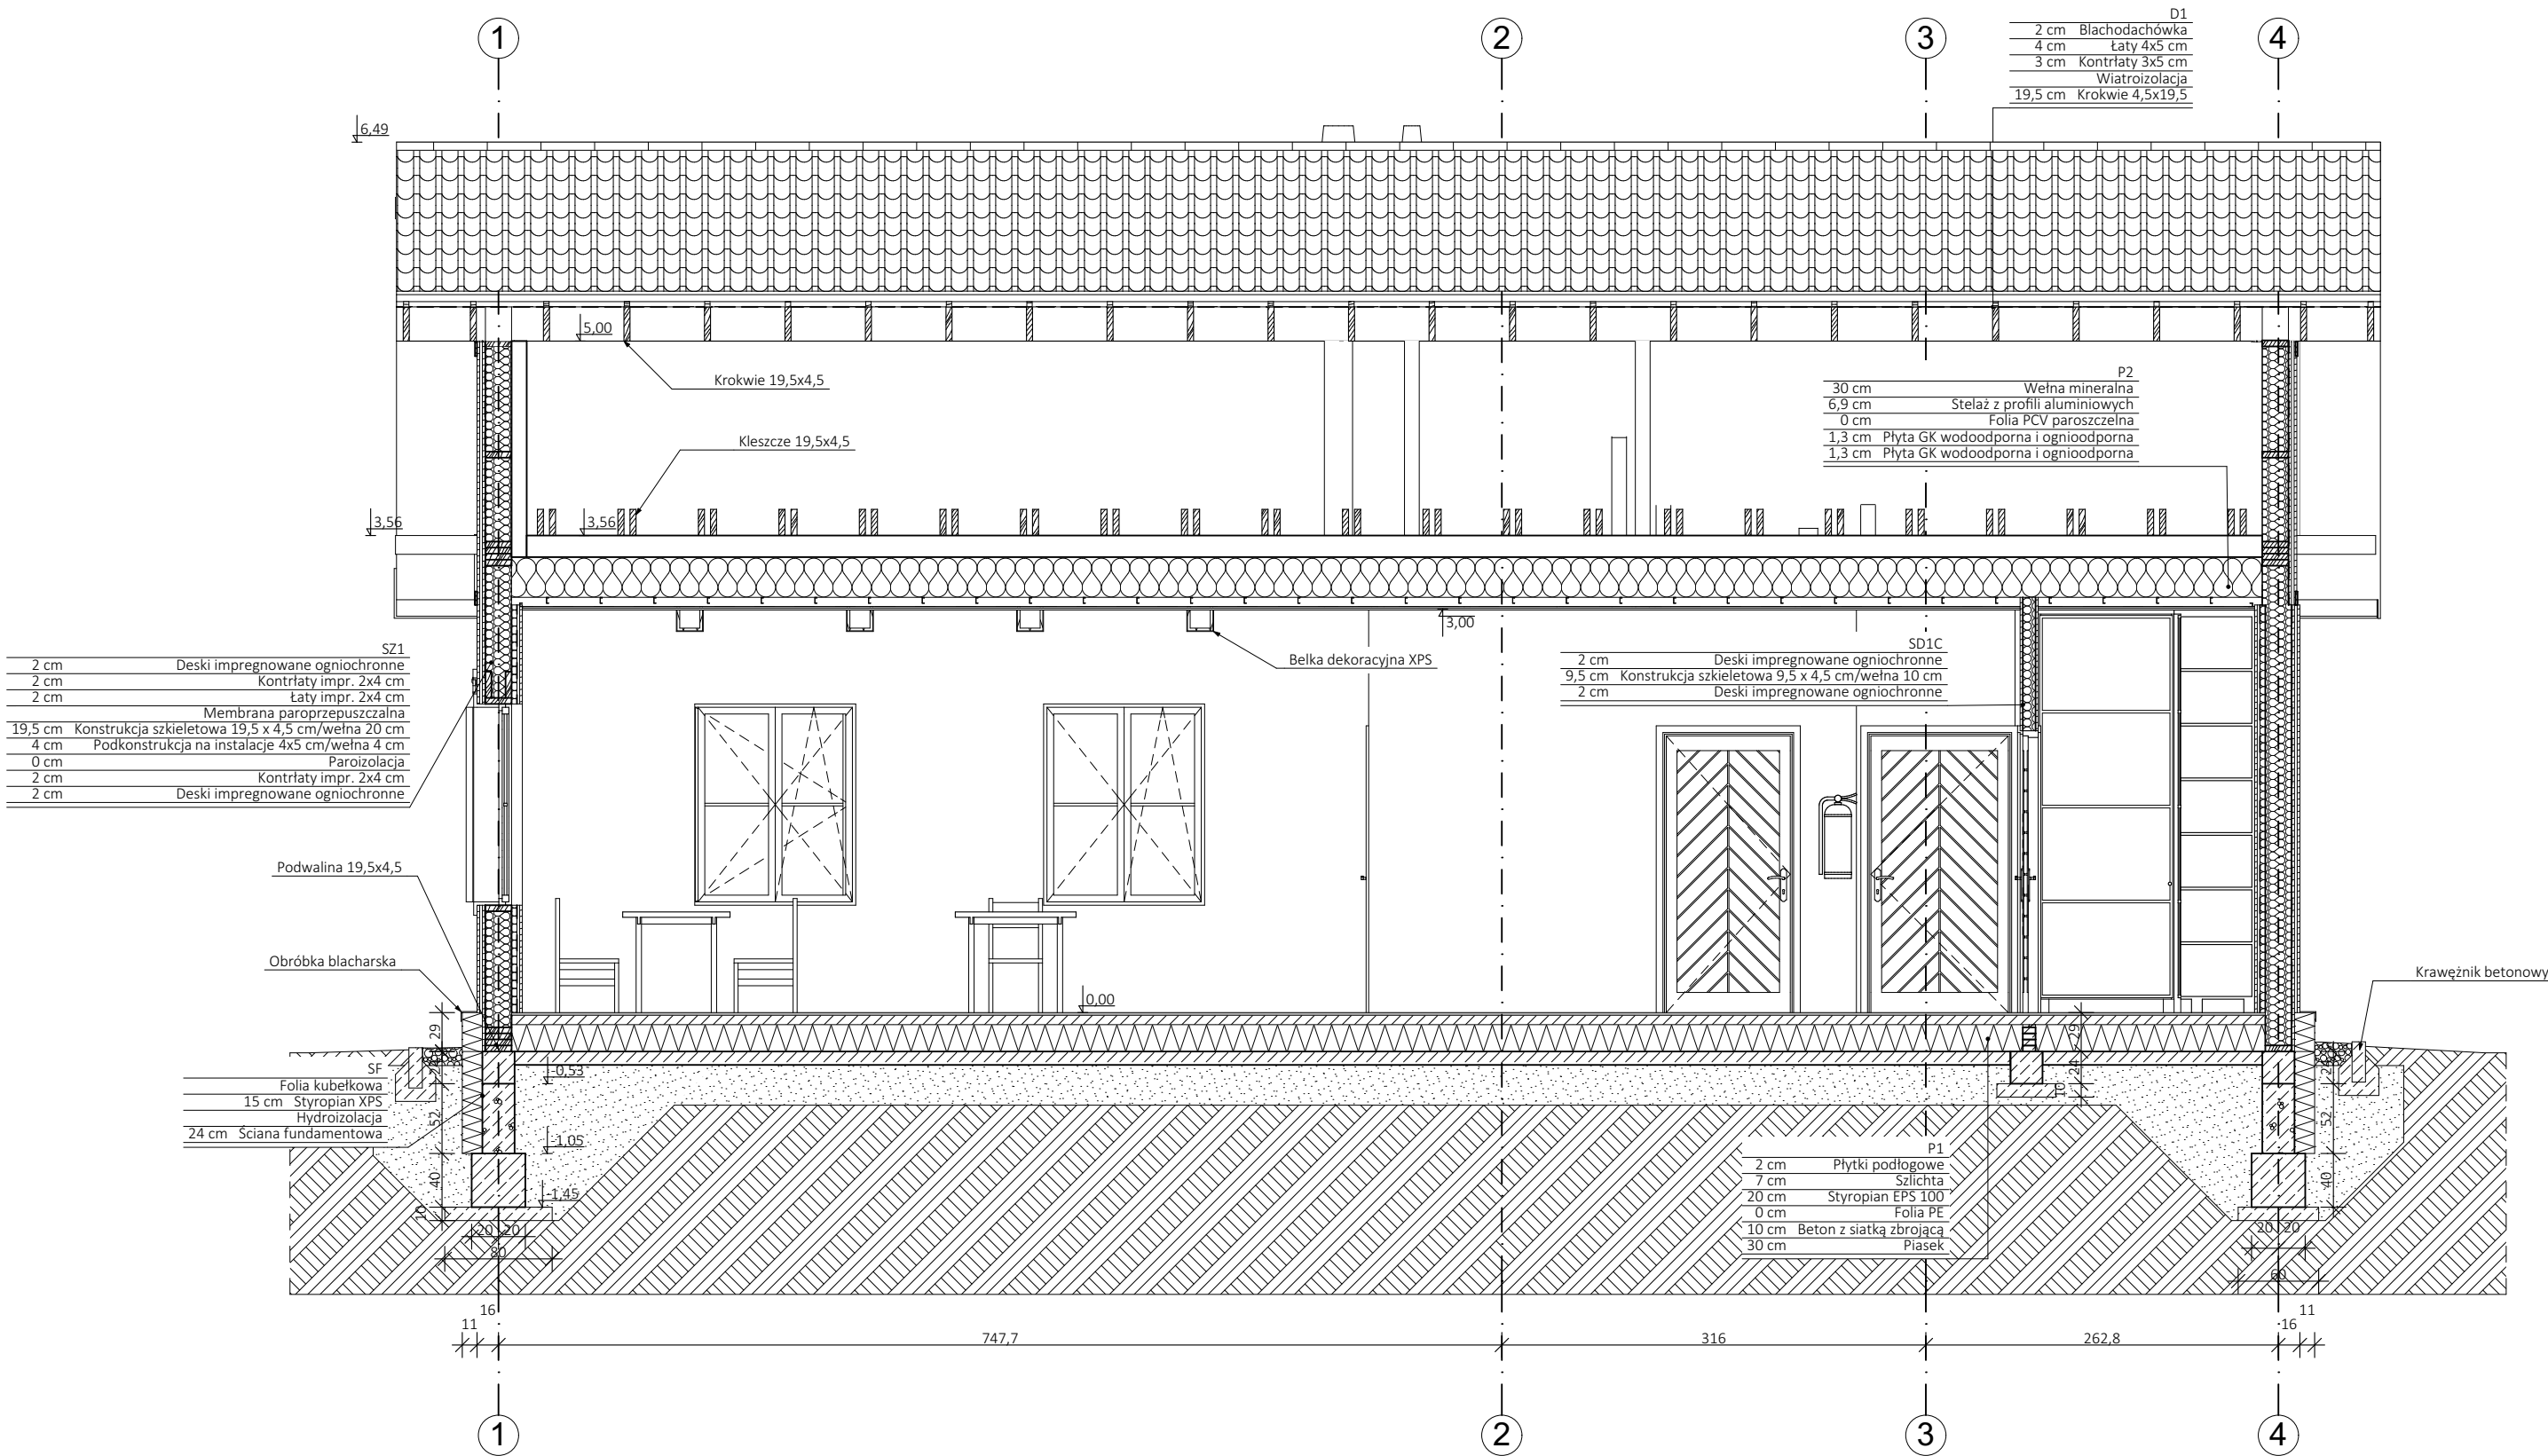 1
2
3
4
D1
2 cm Blachodachówka
4 cm Łaty 4x5 cm
3 cm Kontrłaty 3x5 cm
Wiatroizolacja
19,5 cm Krokwie 4,5x19,5
6,49
5,00
Krokwie 19,5x4,5
P2
30 cm Wełna mineralna
6,9 cm Stelaż z profili aluminiowych
0 cm Folia PCV paroszczelna
1,3 cm Płyta GK wodoodporna i ognioodporna
1,3 cm Płyta GK wodoodporna i ognioodporna
Kleszcze 19,5x4,5
3,56
3,56
3,00
SZ1
2 cm Deski impregnowane ogniochronne
2 cm Kontrłaty impr. 2x4 cm
2 cm Łaty impr. 2x4 cm
Membrana paroprzepuszczalna
19,5 cm Konstrukcja szkieletowa 19,5 x 4,5 cm/wełna 20 cm
4 cm Podkonstrukcja na instalacje 4x5 cm/wełna 4 cm
0 cm Paroizolacja
2 cm Kontrłaty impr. 2x4 cm
2 cm Deski impregnowane ogniochronne
Belka dekoracyjna XPS
SD1C
2 cm Deski impregnowane ogniochronne
9,5 cm Konstrukcja szkieletowa 9,5 x 4,5 cm/wełna 10 cm
2 cm Deski impregnowane ogniochronne
Podwalina 19,5x4,5
Obróbka blacharska
Krawężnik betonowy
0,00
29
24
SF
Folia kubełkowa
15 cm Styropian XPS
Hydroizolacja
24 cm Ściana fundamentowa
52
40
10
-0,53
-1,05
-1,45
20 20
80
29
24
10
P1
2 cm Płytki podłogowe
7 cm Szlichta
20 cm Styropian EPS 100
0 cm Folia PE
10 cm Beton z siatką zbrojącą
30 cm Piasek
24
52
40
20 20
60
11
16
747,7
316
262,8
16
11
1
2
3
4